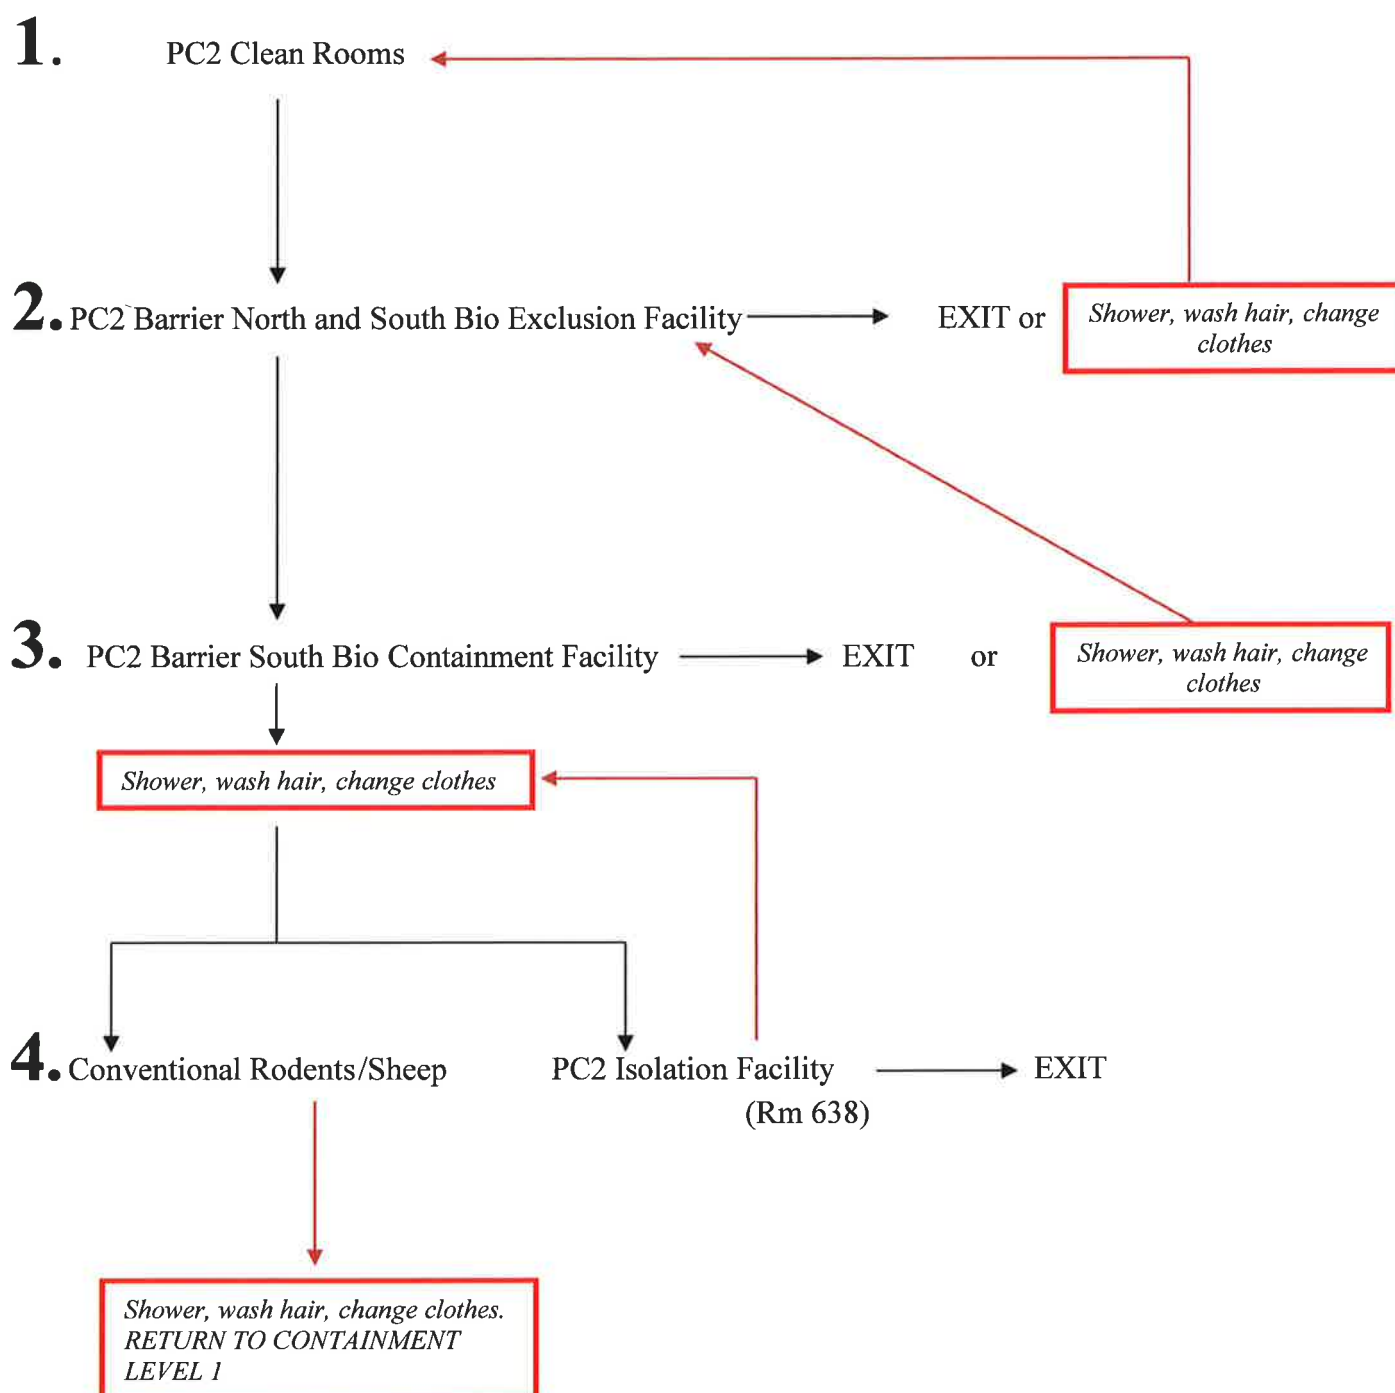 1. PC2 Clean Rooms
2. PC2 Barrier North and South Bio Exclusion Facility EXIT or
Shower, wash hair, change
clothes
3. PC2 Barrier South Bio Containment Facility EXIT or
Shower, wash hair, change
clothes
Shower, wash hair, change clothes
4. Conventional Rodents/Sheep PC2 Isolation Facility EXIT
(Rm 638)
Shower, wash hair, change clothes.
RETURN TO CONTAINMENT
LEVEL 1